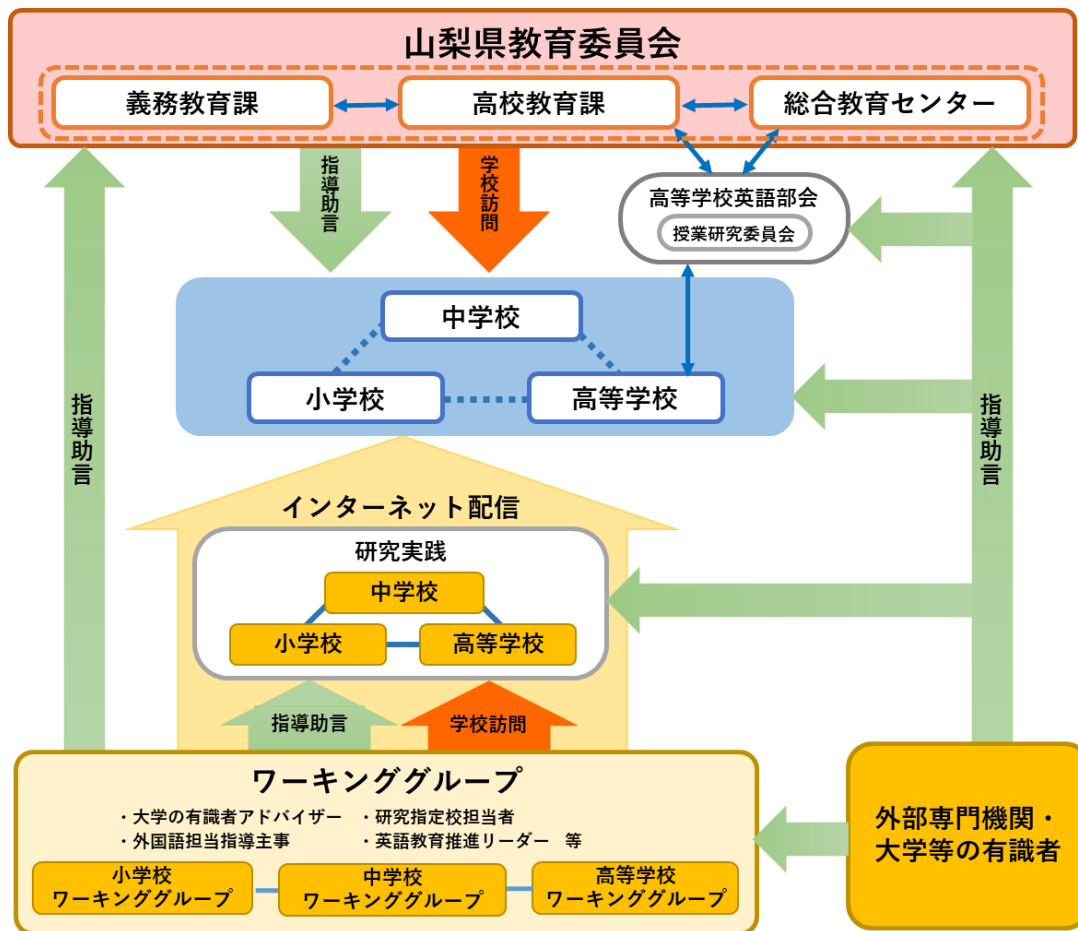 山梨県教育委員会
義務教育課
高校教育課
総合教育センター
指導助言
学校訪問
高等学校英語部会
授業研究委員会
中学校
小学校
高等学校
指導助言
指導助言
インターネット配信
研究実践
中学校
小学校
高等学校
指導助言
学校訪問
ワーキンググループ
・大学の有識者アドバイザー ・研究指定校担当者
・外国語担当指導主事 ・英語教育推進リーダー 等
小学校
ワーキンググループ
中学校
ワーキンググループ
高等学校
ワーキンググループ
外部専門機関・
大学等の有識者